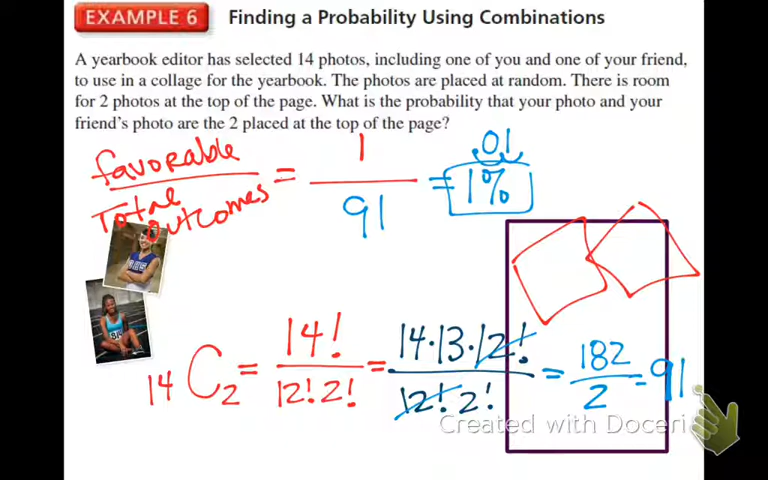 EXAMPLE 6 Finding a Probability Using Combinations
A yearbook editor has selected 14 photos, including one of you and one of your friend,
to use in a collage for the yearbook. The photos are placed at random. There is room
for 2 photos at the top of the page. What is the probability that your photo and your
friend's photo are the 2 placed at the top of the page?
favorable / Total outcomes = 1 / 91 = 1%
.01
14 C 2 = 14! / 12! 2! = 14·13·12! / 12! 2! = 182 / 2 = 91
Created with Doceri